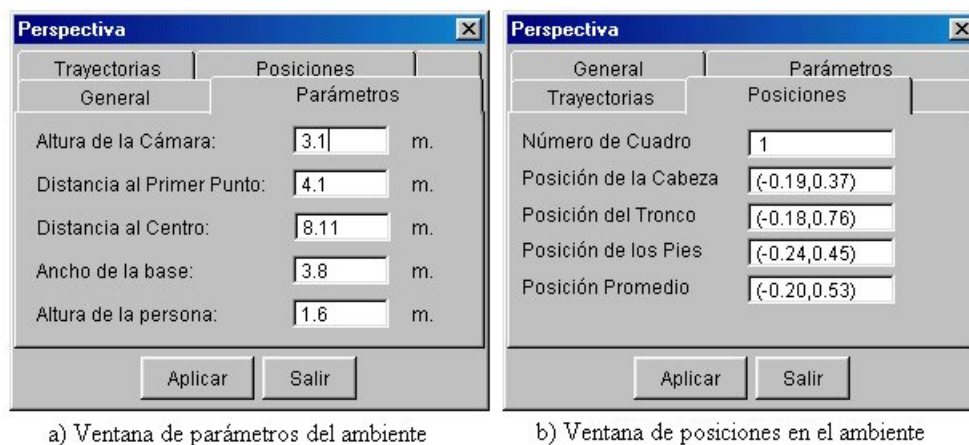 Perspectiva
Trayectorias Posiciones
General Parámetros
Altura de la Cámara: 3.1 m.
Distancia al Primer Punto: 4.1 m.
Distancia al Centro: 8.11 m.
Ancho de la base: 3.8 m.
Altura de la persona: 1.6 m.
Aplicar Salir
a) Ventana de parámetros del ambiente
Perspectiva
General Parámetros
Trayectorias Posiciones
Número de Cuadro 1
Posición de la Cabeza (-0.19,0.37)
Posición del Tronco (-0.18,0.76)
Posición de los Pies (-0.24,0.45)
Posición Promedio (-0.20,0.53)
Aplicar Salir
b) Ventana de posiciones en el ambiente